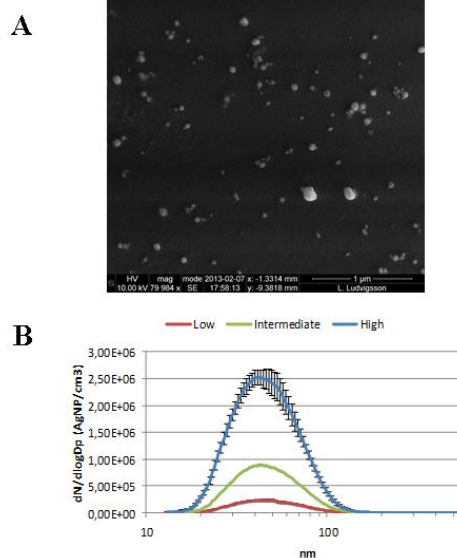 A
HV mag mode 2013-02-07 x: -1.3314 mm 1 µm
10.00 kV 79 984 x SE 17:58:13 y: -9.3818 mm L. Ludvigsson
B
Low Intermediate High
dN/dlogDp (AgNP/cm3)
3,00E+06
2,50E+06
2,00E+06
1,50E+06
1,00E+06
5,00E+05
0,00E+00
10 100
nm